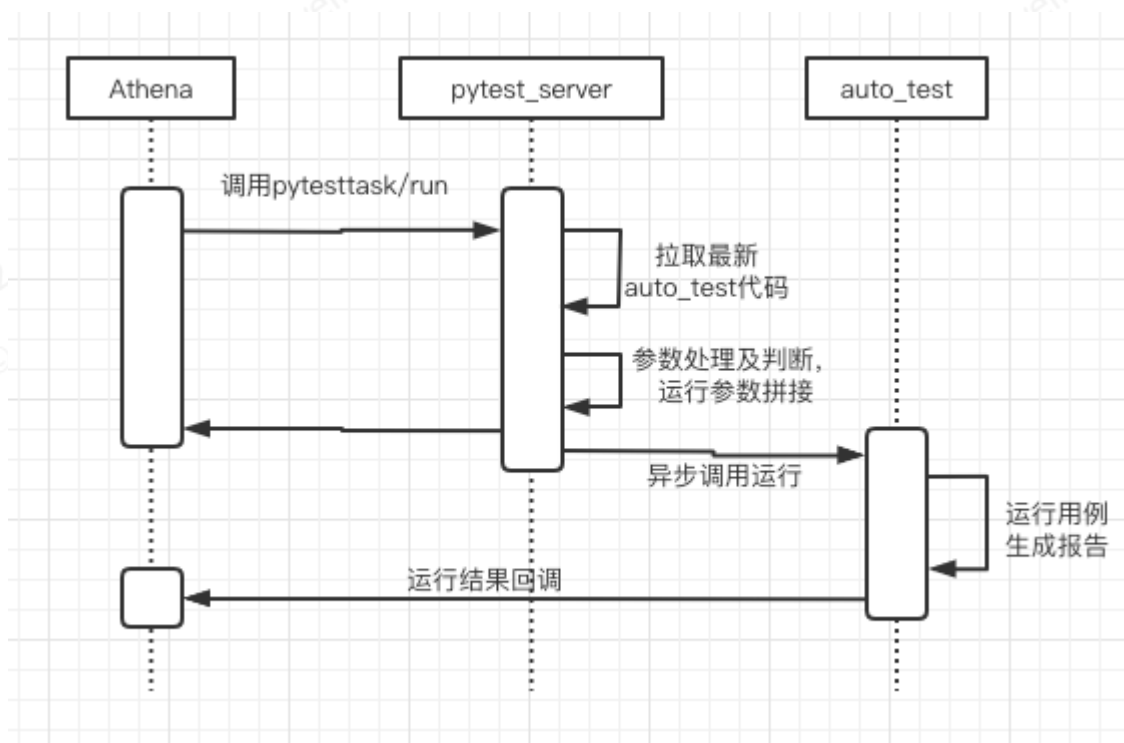 Athena
pytest_server
auto_test
调用pytesttask/run
拉取最新
auto_test代码
参数处理及判断,
运行参数拼接
异步调用运行
运行用例
生成报告
运行结果回调